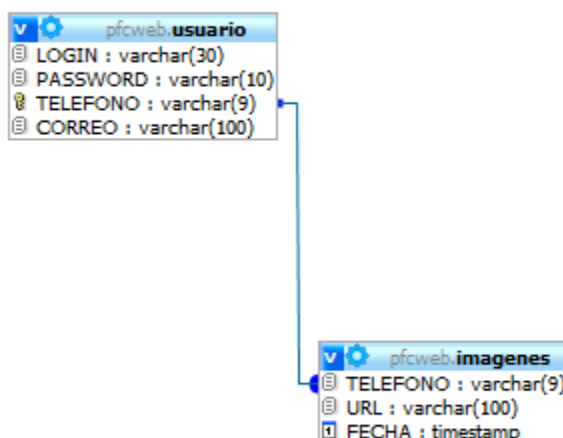 v pfcweb.usuario
LOGIN : varchar(30)
PASSWORD : varchar(10)
TELEFONO : varchar(9)
CORREO : varchar(100)
v pfcweb.imagenes
TELEFONO : varchar(9)
URL : varchar(100)
FECHA : timestamp